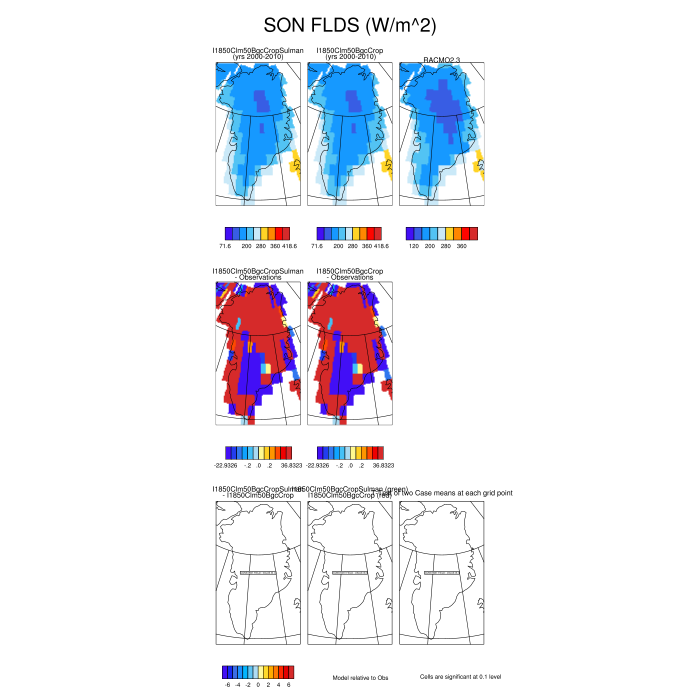 SON FLDS (W/m^2)
I1850Clm50BgcCropSulman
(yrs 2000-2010)
I1850Clm50BgcCrop
(yrs 2000-2010)
RACMO2.3
71.6 200 280 360 418.6
71.6 200 280 360 418.6
120 200 280 360
I1850Clm50BgcCropSulman
- Observations
I1850Clm50BgcCrop
- Observations
-22.9326 -.2 .0 .2 36.8323
-22.9326 -.2 .0 .2 36.8323
I1850Clm50BgcCropSulman
- I1850Clm50BgcCrop
I1850Clm50BgcCropSulman (green)
I1850Clm50BgcCrop (red)
of two Case means at each grid point
-6 -4 -2 0 2 4 6
Model relative to Obs
Cells are significant at 0.1 level